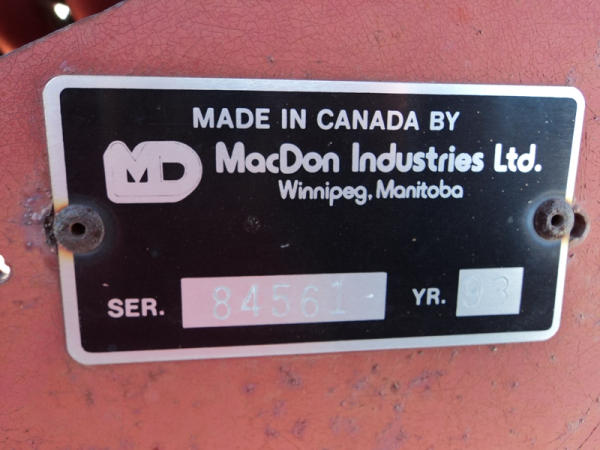 MADE IN CANADA BY
MD MacDon Industries Ltd.
Winnipeg, Manitoba
SER. 84561 YR. 93